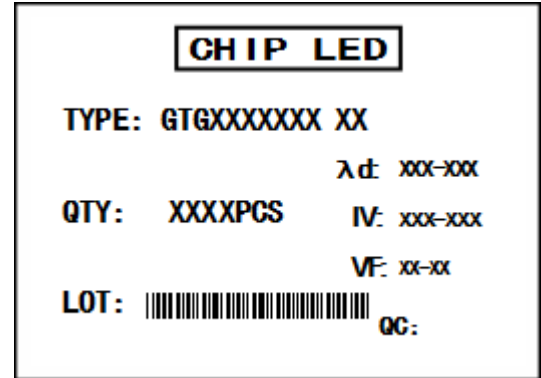 CHIP LED
TYPE: GTGXXXXXXX XX
λd: XXX-XXX
QTY: XXXXPCS
IV: XXX-XXX
VF: XX-XX
LOT:
QC: